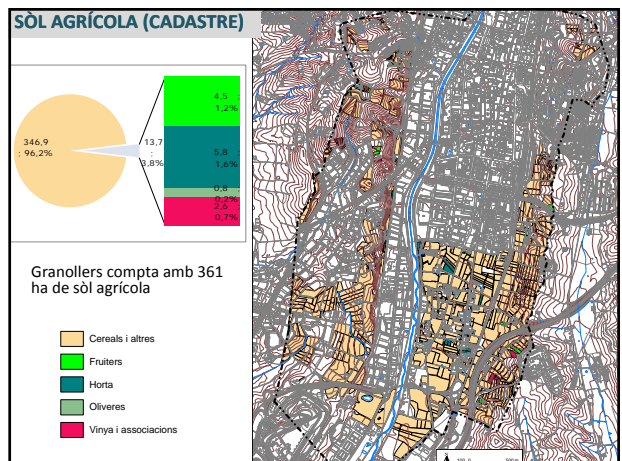 SÒL AGRÍCOLA (CADASTRE)
346,9
: 96,2%
13,7
:
3,8%
4,5 :
1,2%
5,8 :
1,6%
0,8 :
0,2%
2,6 :
0,7%
Granollers compta amb 361
ha de sòl agrícola
Cereals i altres
Fruiters
Horta
Oliveres
Vinya i associacions